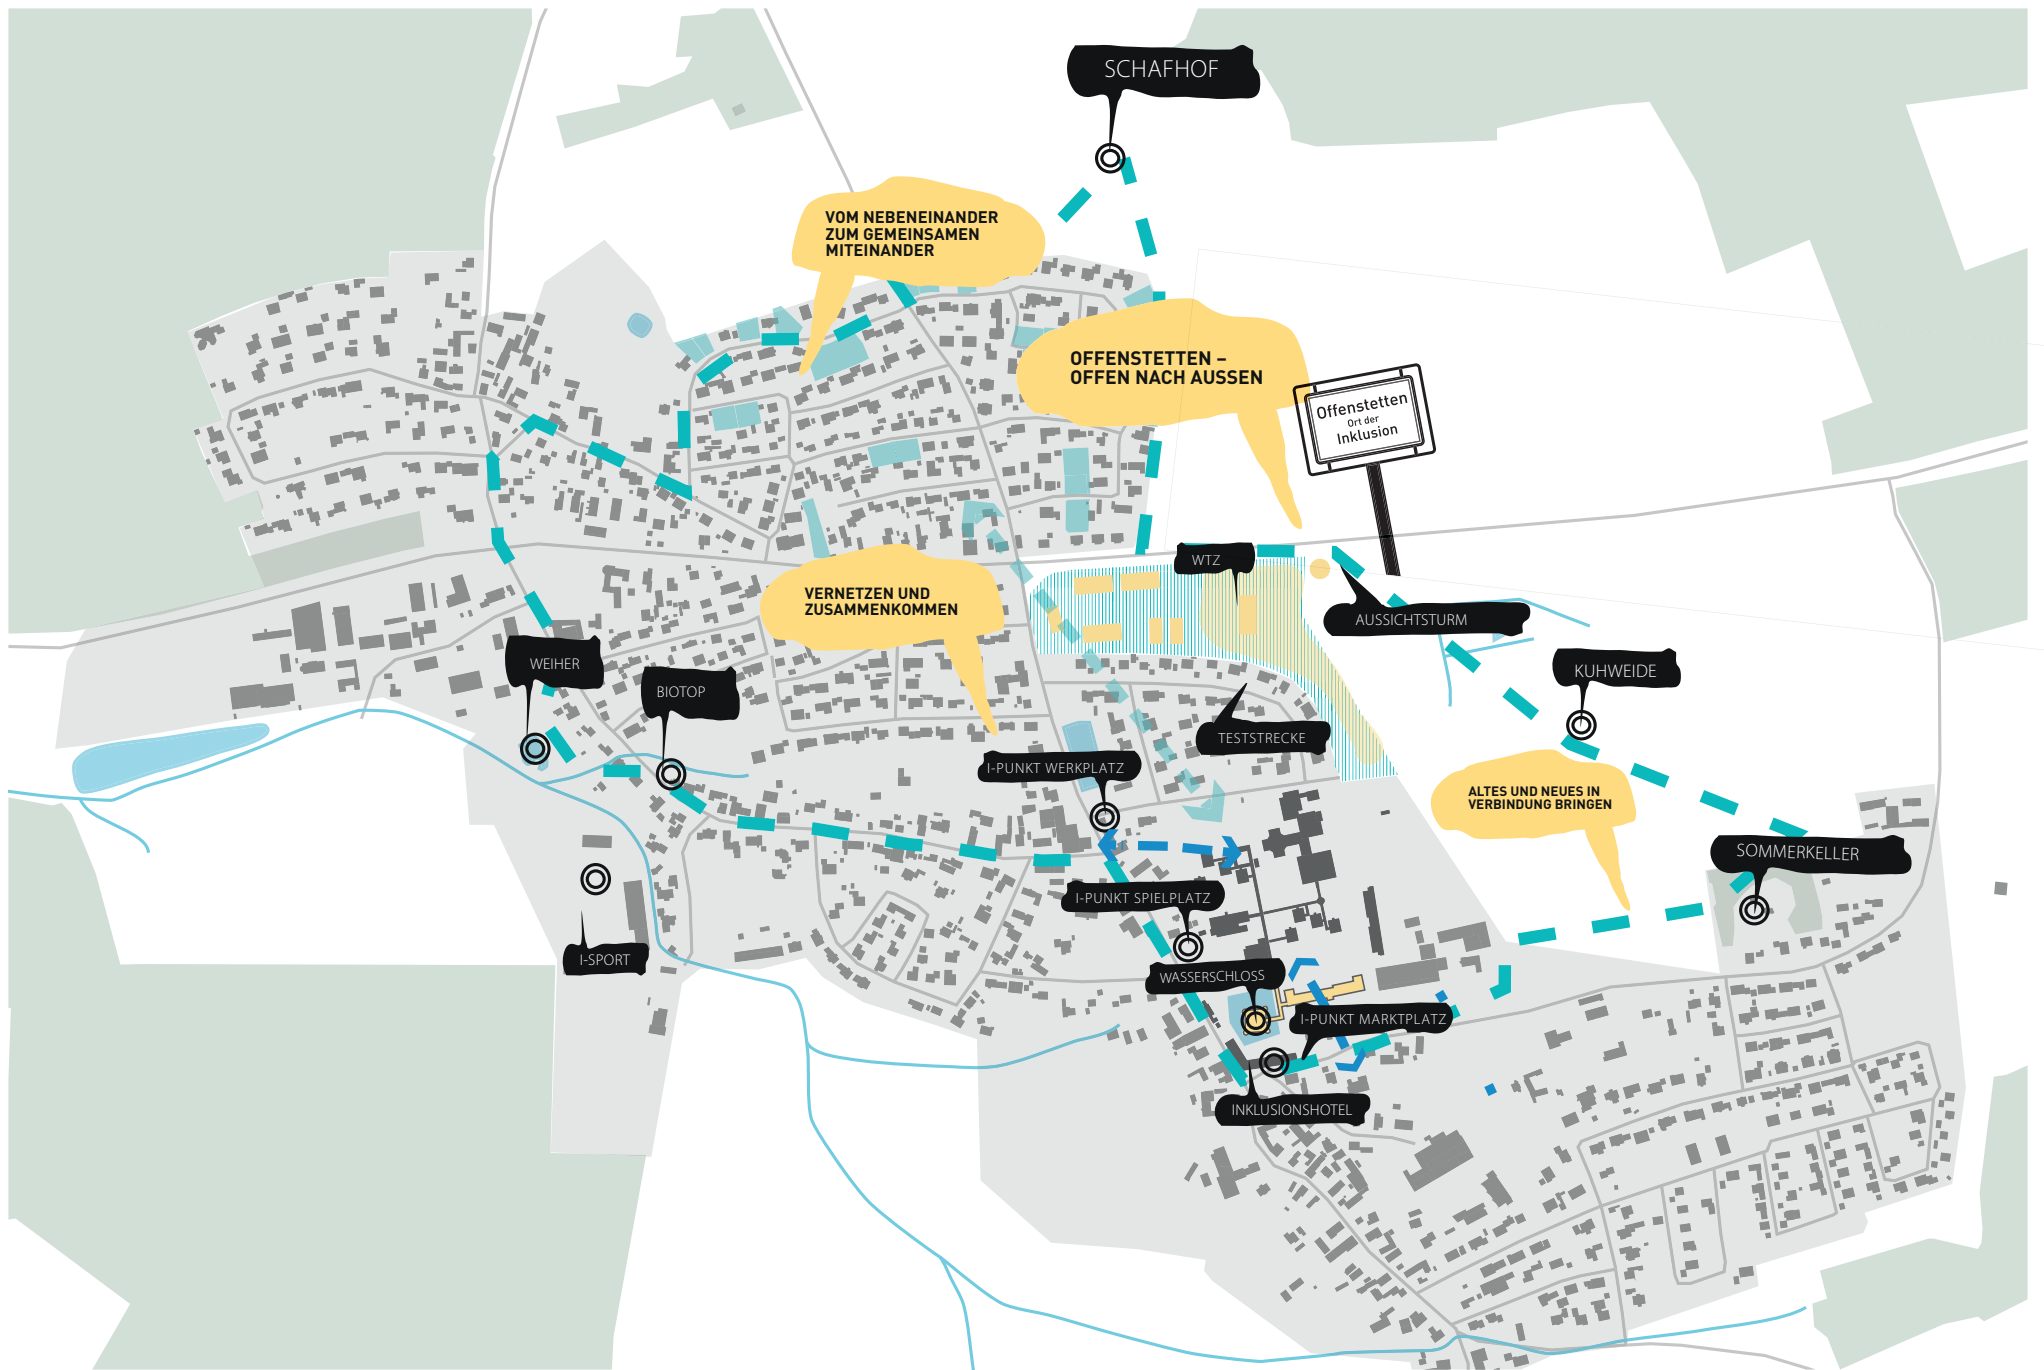 SCHAFHOF
VOM NEBENEINANDER
ZUM GEMEINSAMEN
MITEINANDER
OFFENSTETTEN –
OFFEN NACH AUSSEN
Offenstetten
Ort der
Inklusion
WTZ
VERNETZEN UND
ZUSAMMENKOMMEN
AUSSICHTSTURM
WEIHER
BIOTOP
KUHWEIDE
TESTSTRECKE
I-PUNKT WERKPLATZ
ALTES UND NEUES IN
VERBINDUNG BRINGEN
SOMMERKELLER
I-PUNKT SPIELPLATZ
I-SPORT
WASSERSCHLOSS
I-PUNKT MARKTPLATZ
INKLUSIONSHOTEL